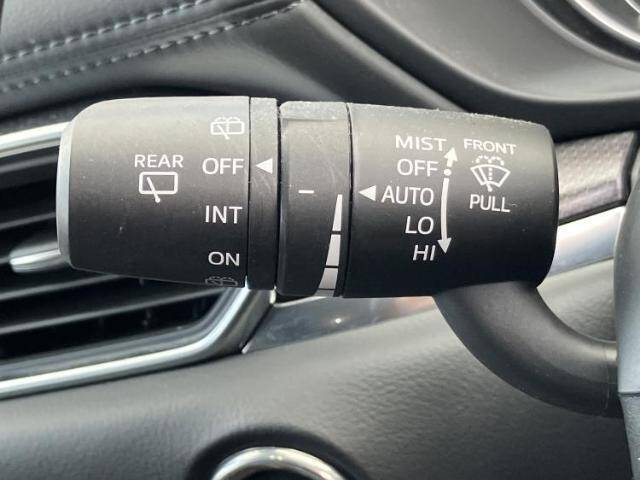 REAR
OFF
INT
ON
–
MIST
OFF
AUTO
LO
HI
FRONT
PULL